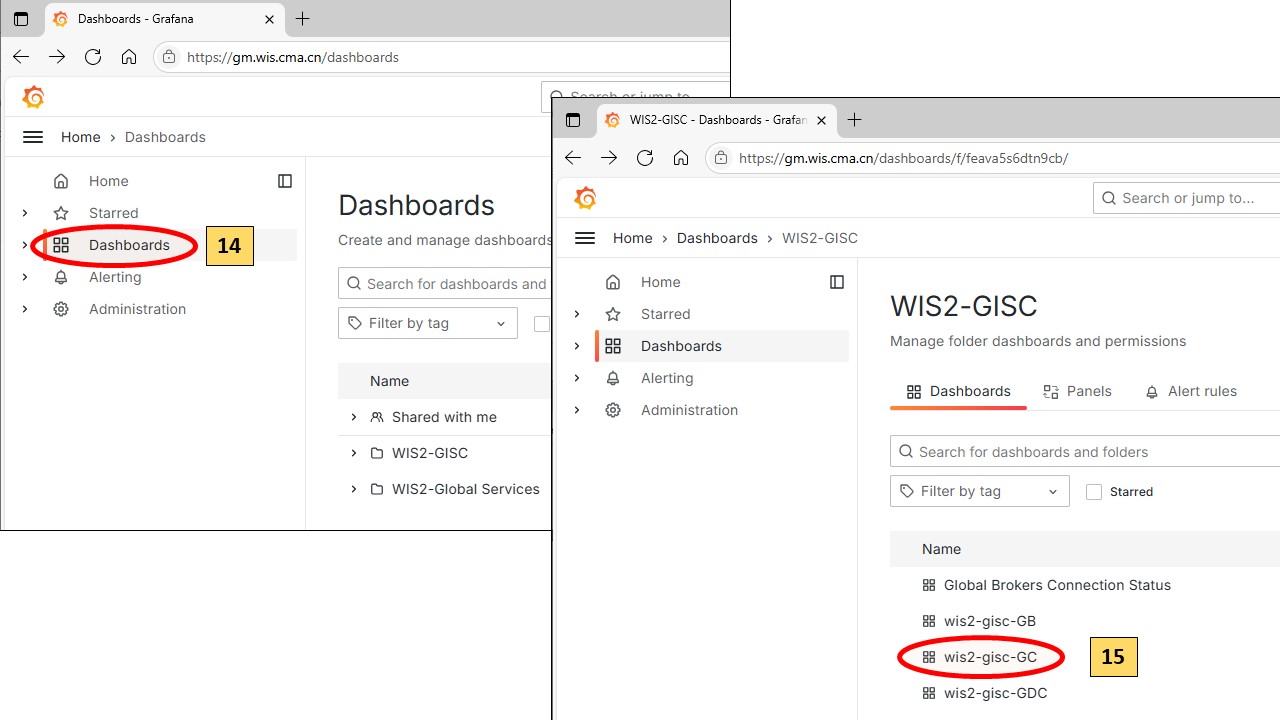 Dashboards - Grafana
https://gm.wis.cma.cn/dashboards
Search or jump to
Home › Dashboards
Home
Starred
Dashboards
14
Alerting
Administration
Dashboards
Create and manage dashboards
Search for dashboards and
Filter by tag
Name
Shared with me
WIS2-GISC
WIS2-Global Services
WIS2-GISC - Dashboards - Grafan
https://gm.wis.cma.cn/dashboards/f/feava5s6dtn9cb/
Search or jump to...
Home › Dashboards › WIS2-GISC
Home
Starred
Dashboards
Alerting
Administration
WIS2-GISC
Manage folder dashboards and permissions
Dashboards Panels Alert rules
Search for dashboards and folders
Filter by tag Starred
Name
Global Brokers Connection Status
wis2-gisc-GB
wis2-gisc-GC
15
wis2-gisc-GDC